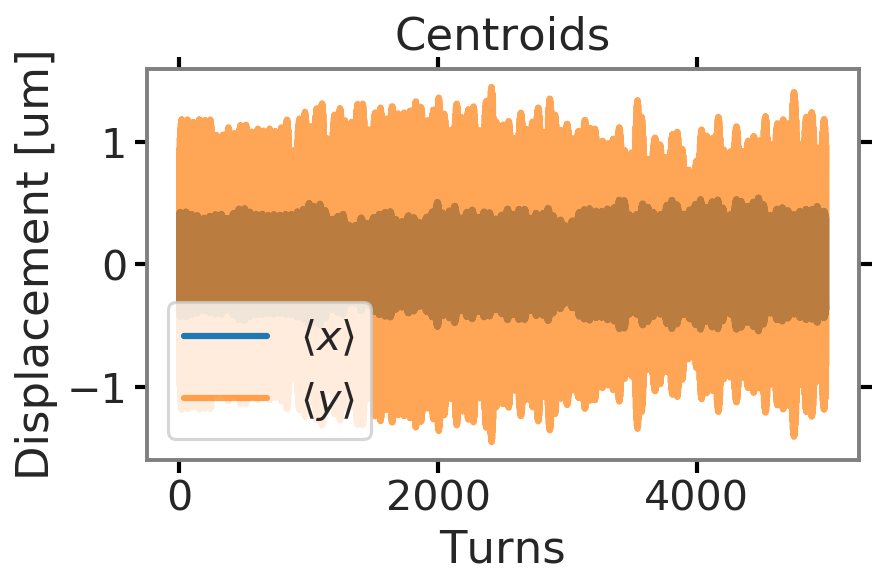 Centroids
Displacement [um]
1
0
−1
⟨x⟩
⟨y⟩
0
2000
4000
Turns